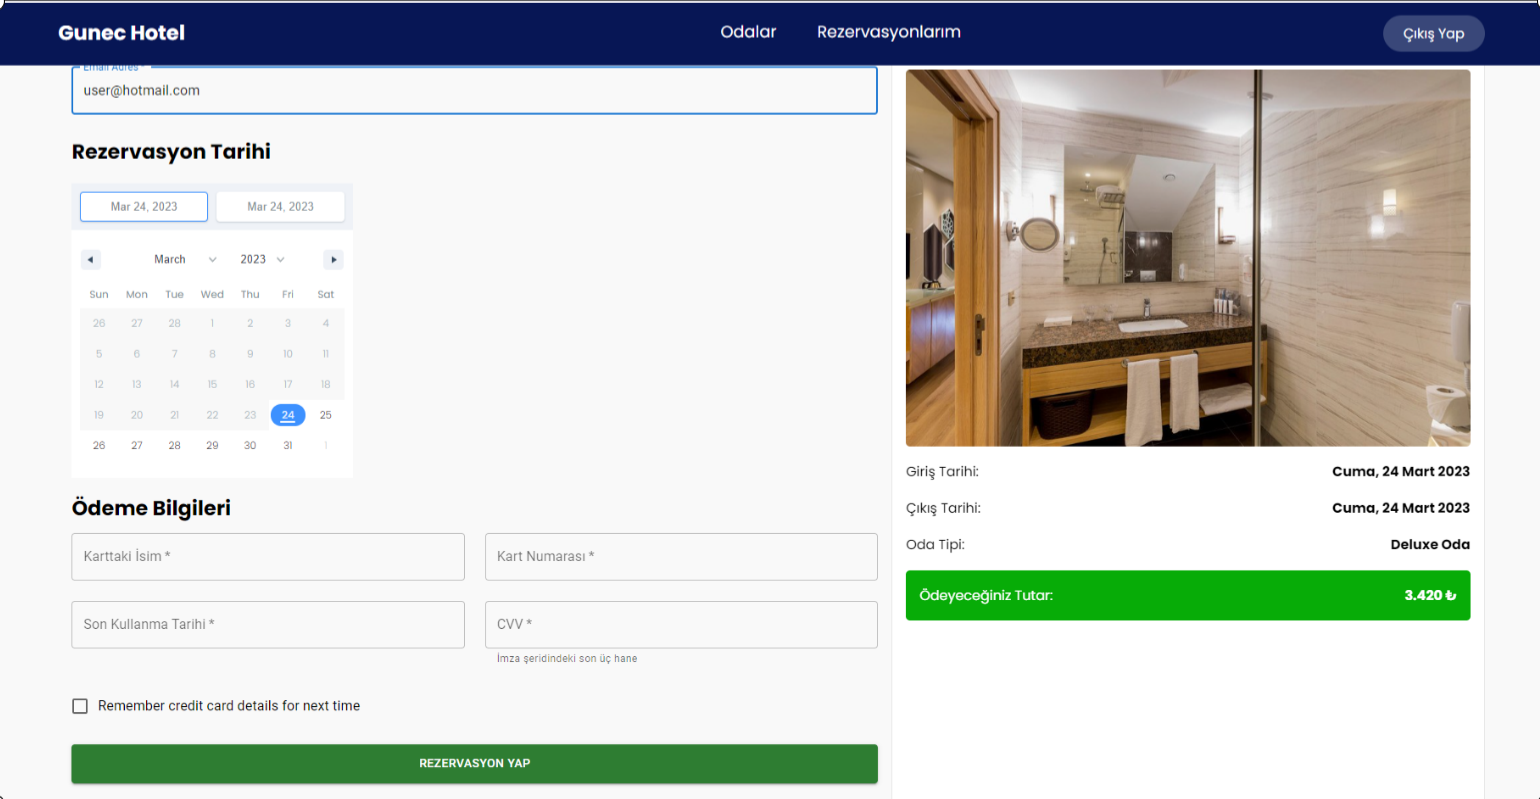 Gunec Hotel
Odalar
Rezervasyonlarım
Çıkış Yap
Email Adres *
user@hotmail.com
Rezervasyon Tarihi
Mar 24, 2023
Mar 24, 2023
March
2023
Sun Mon Tue Wed Thu Fri Sat
26 27 28 1 2 3 4
5 6 7 8 9 10 11
12 13 14 15 16 17 18
19 20 21 22 23 24 25
26 27 28 29 30 31 1
Ödeme Bilgileri
Karttaki İsim *
Kart Numarası *
Son Kullanma Tarihi *
CVV *
İmza şeridindeki son üç hane
Remember credit card details for next time
REZERVASYON YAP
Giriş Tarihi: Cuma, 24 Mart 2023
Çıkış Tarihi: Cuma, 24 Mart 2023
Oda Tipi: Deluxe Oda
Ödeyeceğiniz Tutar: 3.420 ₺